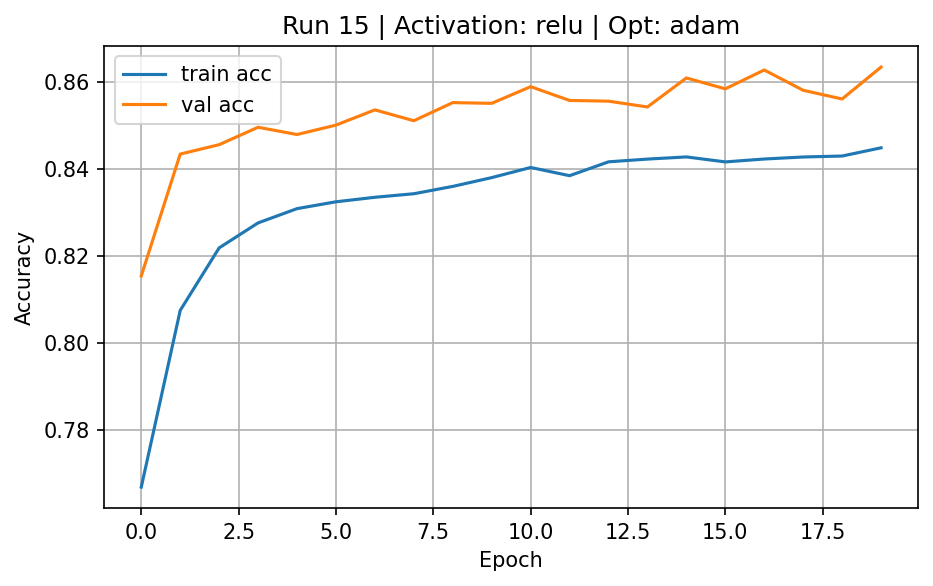 Run 15 | Activation: relu | Opt: adam
train acc
val acc
Accuracy
0.86
0.84
0.82
0.80
0.78
0.0 2.5 5.0 7.5 10.0 12.5 15.0 17.5
Epoch